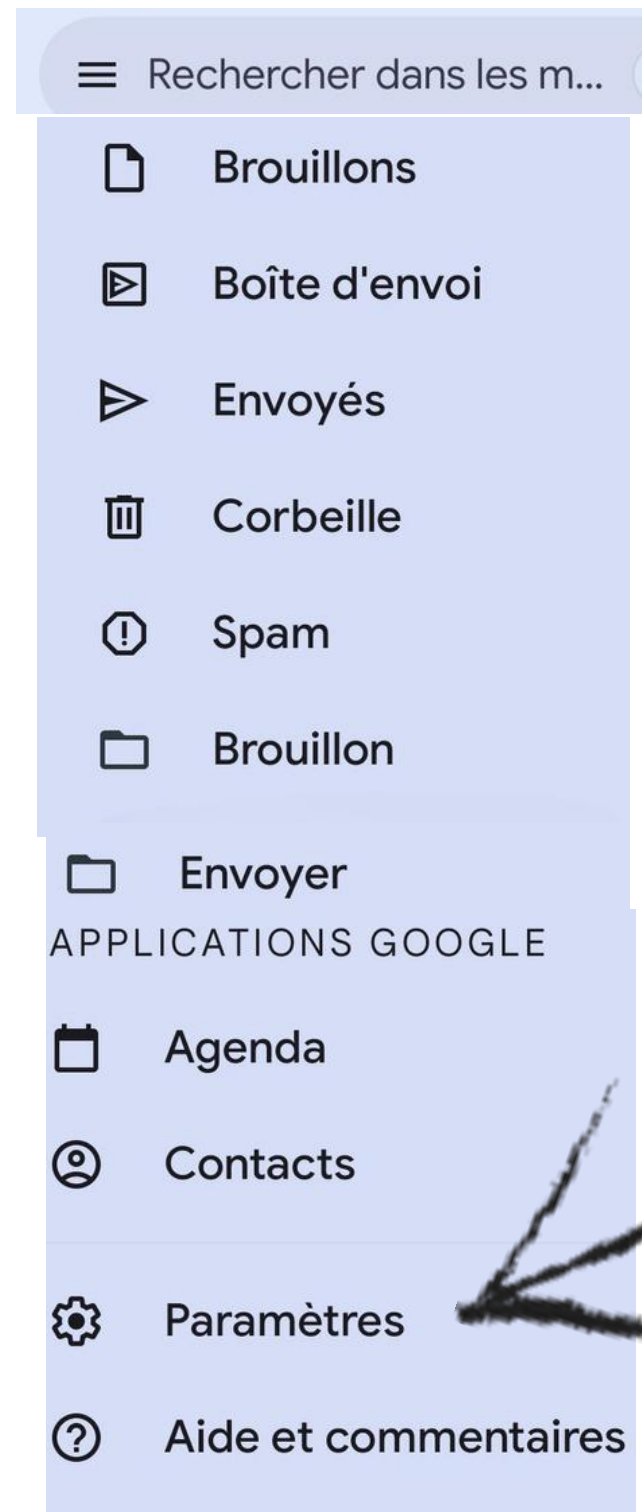 Rechercher dans les m...
Brouillons
Boîte d'envoi
Envoyés
Corbeille
Spam
Brouillon
Envoyer
APPLICATIONS GOOGLE
Agenda
Contacts
Paramètres
Aide et commentaires